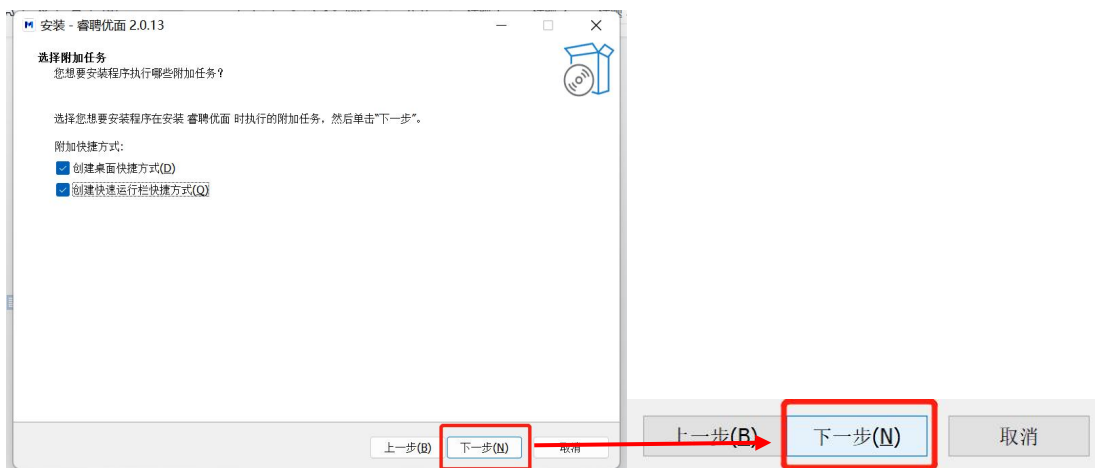 安装 - 睿聘优面 2.0.13
选择附加任务
您想要安装程序执行哪些附加任务?
选择您想要安装程序在安装 睿聘优面 时执行的附加任务，然后单击“下一步”。
附加快捷方式:
创建桌面快捷方式(D)
创建快速运行栏快捷方式(Q)
上一步(B) 下一步(N) 取消
上一步(B) 下一步(N) 取消